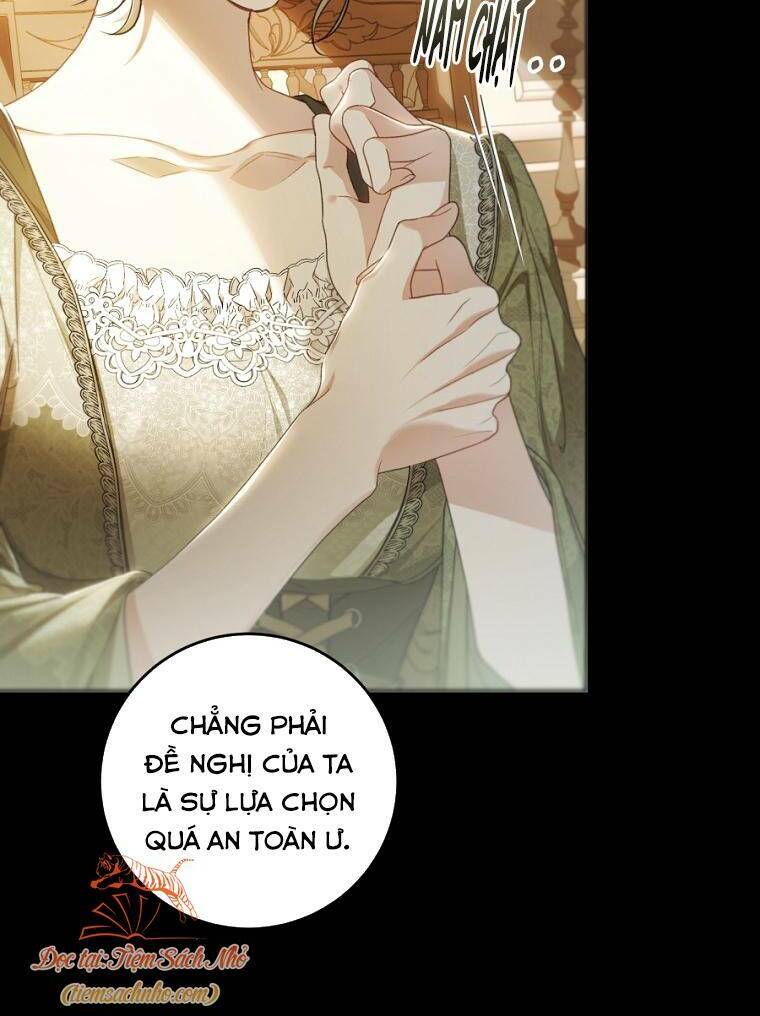 NẮM CHẶT..
CHẲNG PHẢI
ĐỀ NGHỊ CỦA TA
LÀ SỰ LỰA CHỌN
QUÁ AN TOÀN Ư.
Đọc tại: Tiệm Sách Nhỏ
(tiemsachnho.com)